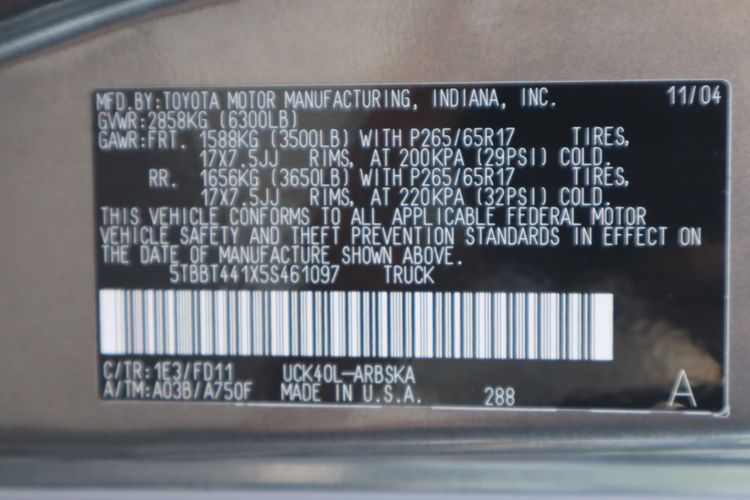 MFD.BY:TOYOTA MOTOR MANUFACTURING, INDIANA, INC. 11/04
GVWR:2858KG (6300LB)
GAWR:FRT. 1588KG (3500LB) WITH P265/65R17 TIRES,
17X7.5JJ RIMS, AT 200KPA (29PSI) COLD.
RR. 1656KG (3650LB) WITH P265/65R17 TIRES,
17X7.5JJ RIMS, AT 220KPA (32PSI) COLD.
THIS VEHICLE CONFORMS TO ALL APPLICABLE FEDERAL MOTOR
VEHICLE SAFETY AND THEFT PREVENTION STANDARDS IN EFFECT ON
THE DATE OF MANUFACTURE SHOWN ABOVE.
5TBBT441X5S461097 TRUCK
C/TR:1E3/FD11 UCK40L-ARBSKA
A/TM:A03B/A750F MADE IN U.S.A. 288 A